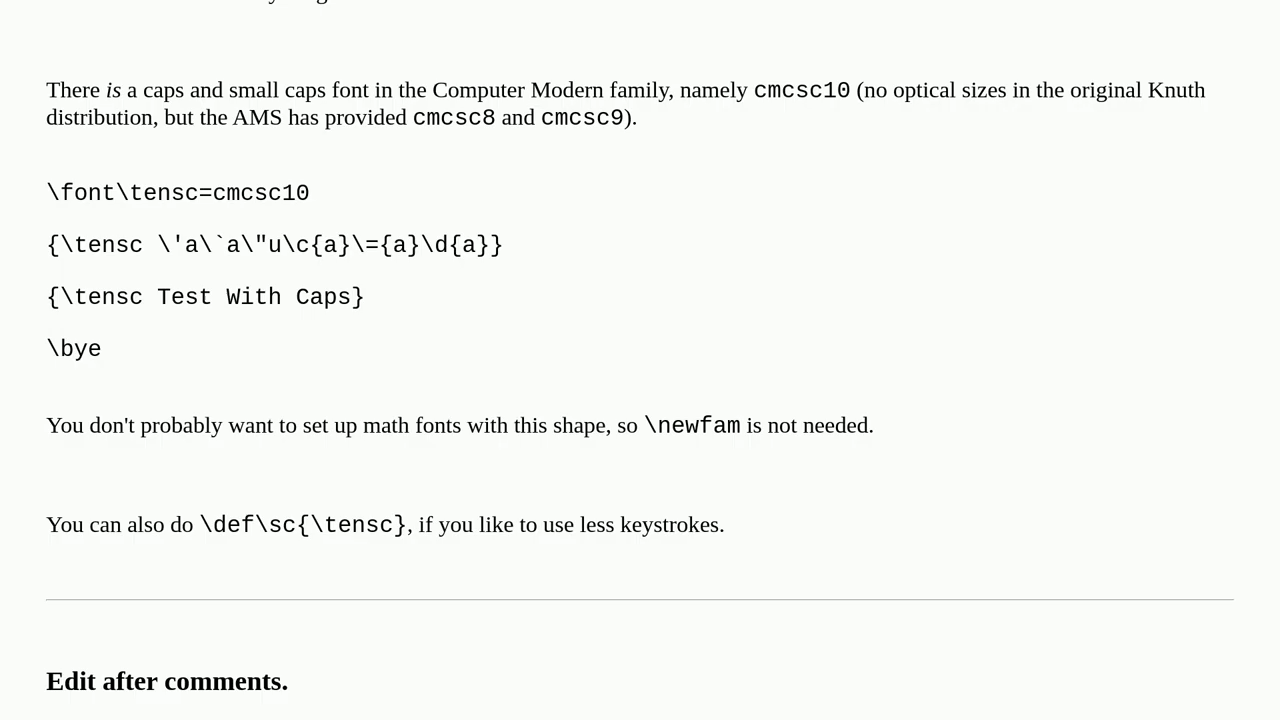 There is a caps and small caps font in the Computer Modern family, namely cmcsc10 (no optical sizes in the original Knuth
distribution, but the AMS has provided cmcsc8 and cmcsc9).
\font\tensc=cmcsc10
{\tensc \'a\`a\"u\c{a}\={a}\d{a}}
{\tensc Test With Caps}
\bye
You don't probably want to set up math fonts with this shape, so \newfam is not needed.
You can also do \def\sc{\tensc}, if you like to use less keystrokes.
Edit after comments.